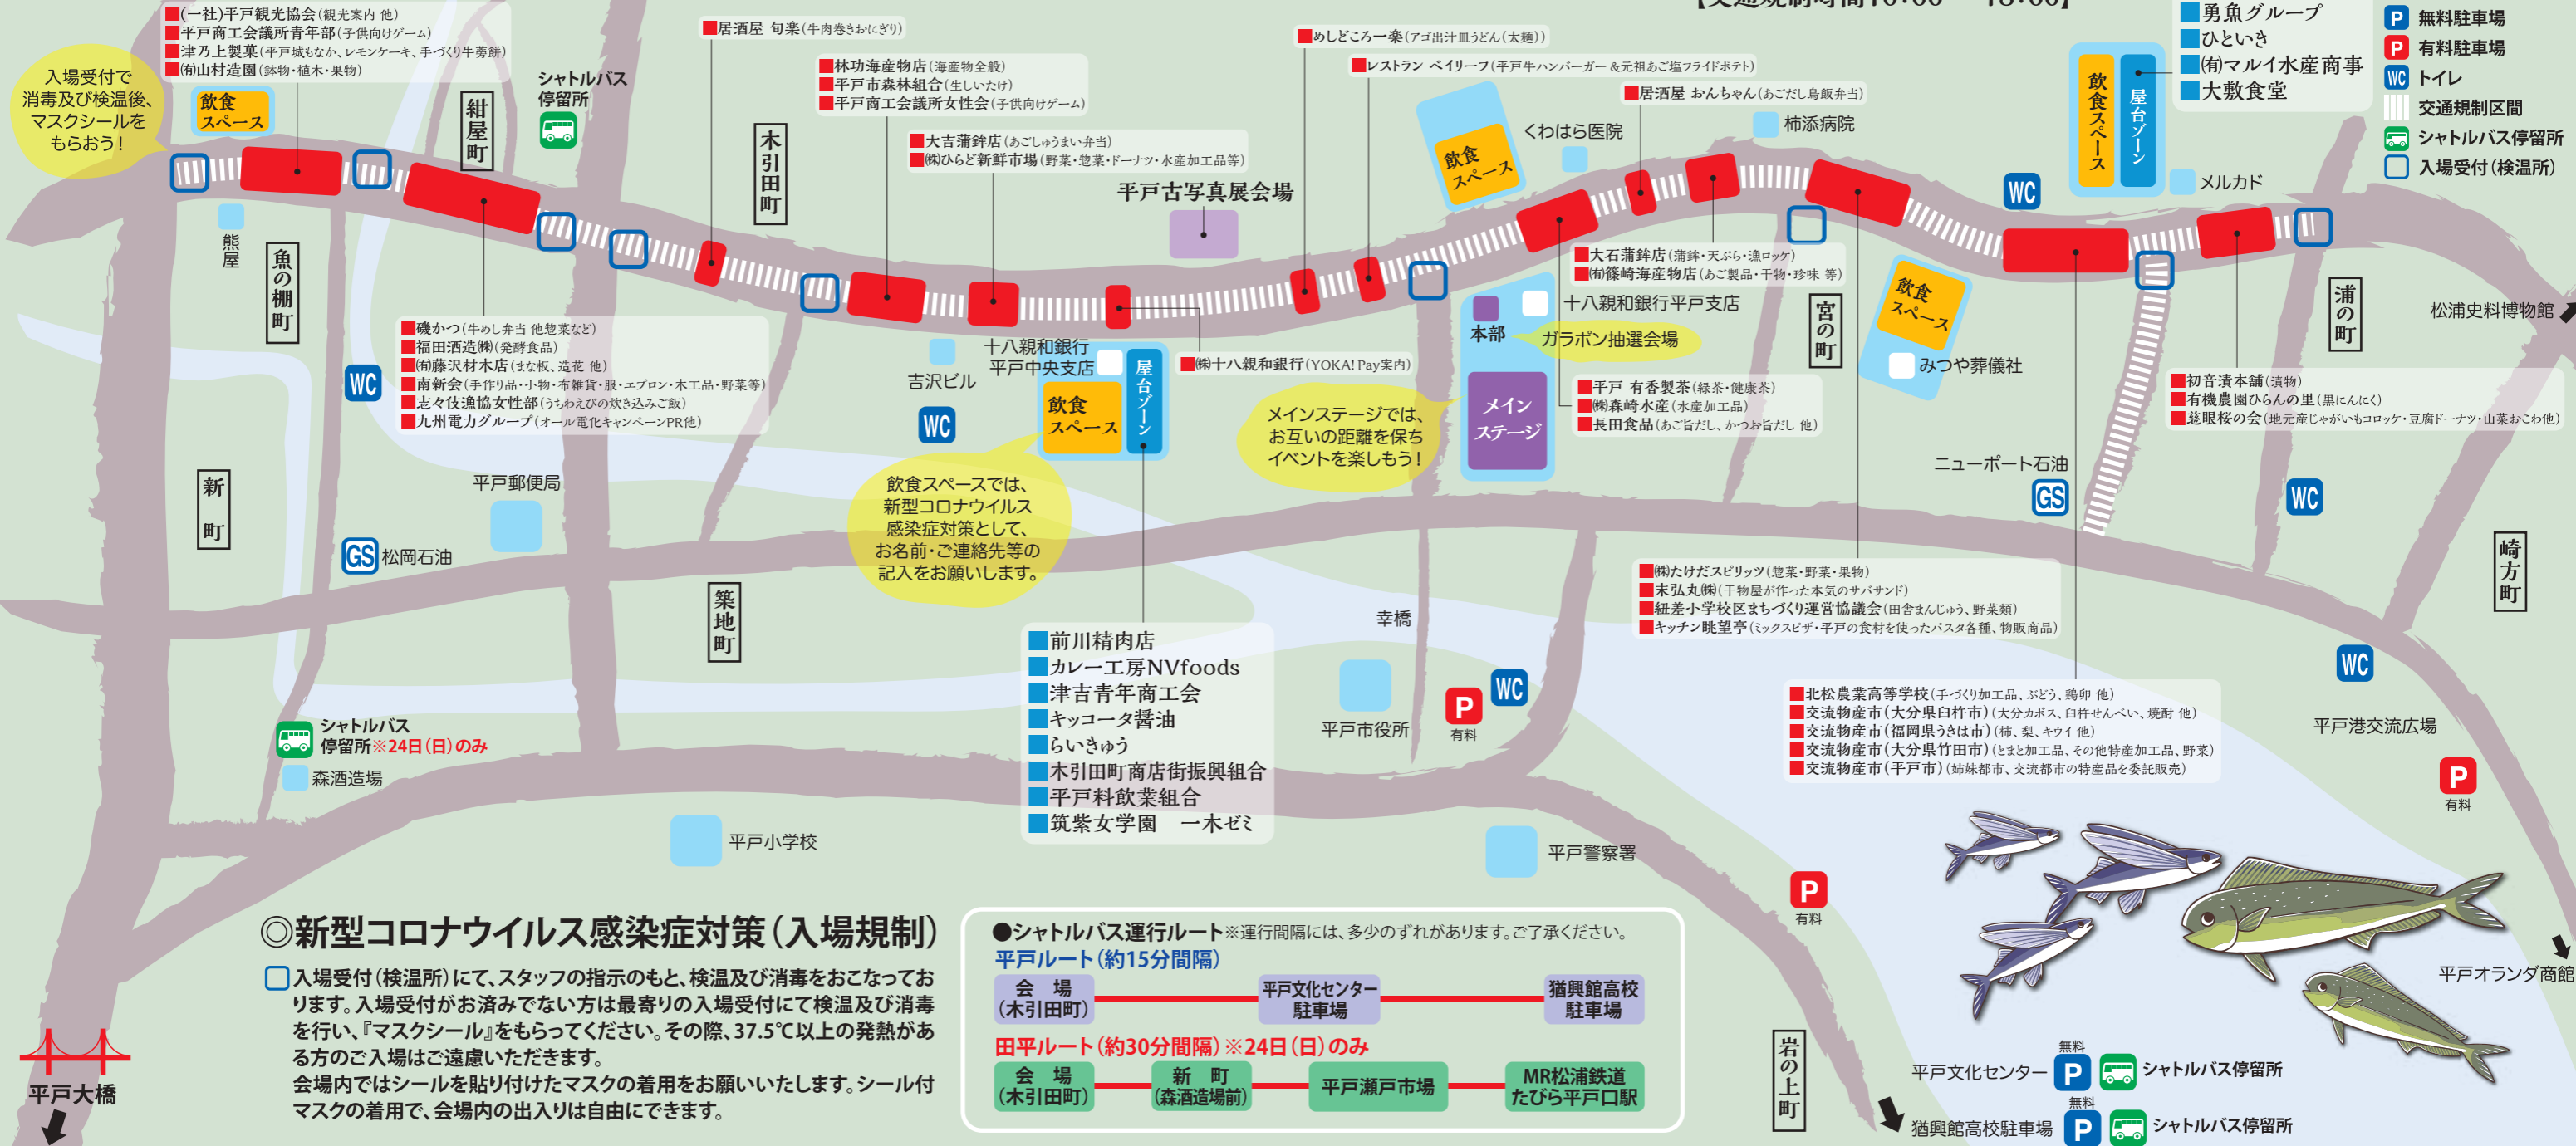 ■(一社)平戸観光協会(観光案内 他)
■平戸商工会議所青年部(子供向けゲーム)
■津乃上製菓(平戸城もなか、レモンケーキ、手づくり牛蒡餅)
■㈲山村造園(鉢物・植木・果物)
入場受付で
消毒及び検温後、
マスクシールを
もらおう!
飲食
スペース
紺屋町
シャトルバス
停留所
■居酒屋 旬楽(牛肉巻きおにぎり)
木引田町
■林功海産物店(海産物全般)
■平戸市森林組合(生しいたけ)
■平戸商工会議所女性会(子供向けゲーム)
■大吉蒲鉾店(あごしゅうまい弁当)
■㈱ひらど新鮮市場(野菜・惣菜・ドーナツ・水産加工品等)
平戸古写真展会場
■めしどころ一楽(アゴ出汁皿うどん(太麺))
■レストラン ベイリーフ(平戸牛ハンバーガー&元祖あご塩フライドポテト)
飲食
スペース
くわはら医院
■居酒屋 おんちゃん(あごだし鳥飯弁当)
柿添病院
飲食スペース
屋台ゾーン
■勇魚グループ
■ひといき
■㈲マルイ水産商事
■大敷食堂
メルカド
WC
P 無料駐車場
P 有料駐車場
WC トイレ
交通規制区間
シャトルバス停留所
入場受付(検温所)
熊屋
魚の棚町
■磯かつ(牛めし弁当 他惣菜など)
■福田酒造㈱(発酵食品)
■㈲藤沢材木店(まな板、造花 他)
■南新会(手作り品・小物・布雑貨・服・エプロン・木工品・野菜等)
■志々伎漁協女性部(うちわえびの炊き込みご飯)
■九州電力グループ(オール電化キャンペーンPR他)
WC
吉沢ビル
WC
十八親和銀行
平戸中央支店
飲食
スペース
屋台ゾーン
■㈱十八親和銀行(YOKA!Pay案内)
メインステージでは、
お互いの距離を保ち
イベントを楽しもう!
本部
メイン
ステージ
十八親和銀行平戸支店
ガラポン抽選会場
■大石蒲鉾店(蒲鉾・天ぷら・漁ロッケ)
■㈲篠崎海産物店(あご製品・干物・珍味 等)
■平戸 有香製茶(緑茶・健康茶)
■㈱森崎水産(水産加工品)
■長田食品(あご旨だし、かつお旨だし 他)
宮の町
飲食
スペース
みつや葬儀社
浦の町
松浦史料博物館
■初音漬本舗(漬物)
■有機農園ひらんの里(黒にんにく)
■慈眼桜の会(地元産じゃがいもコロッケ・豆腐ドーナツ・山菜おこわ他)
ニューポート石油
GS
WC
新町
平戸郵便局
GS 松岡石油
飲食スペースでは、
新型コロナウイルス
感染症対策として、
お名前・ご連絡先等の
記入をお願いします。
築地町
崎方町
■㈱たけだスピリッツ(惣菜・野菜・果物)
■末弘丸㈱(干物屋が作った本気のサバサンド)
■紐差小学校区まちづくり運営協議会(田舎まんじゅう、野菜類)
■キッチン眺望亭(ミックスピザ・平戸の食材を使ったパスタ各種、物販商品)
幸橋
■前川精肉店
■カレー工房NVfoods
■津吉青年商工会
■キッコータ醤油
■らいきゅう
■木引田町商店街振興組合
■平戸料飲業組合
■筑紫女学園 一木ゼミ
平戸市役所
P
有料
WC
■北松農業高等学校(手づくり加工品、ぶどう、鶏卵 他)
■交流物産市(大分県臼杵市)(大分カボス、臼杵せんべい、焼酎 他)
■交流物産市(福岡県うきは市)(柿、梨、キウイ 他)
■交流物産市(大分県竹田市)(とまと加工品、その他特産加工品、野菜)
■交流物産市(平戸市)(姉妹都市、交流都市の特産品を委託販売)
WC
平戸港交流広場
P
有料
シャトルバス
停留所※24日(日)のみ
森酒造場
平戸小学校
平戸警察署
P
有料
平戸オランダ商館
◎新型コロナウイルス感染症対策(入場規制)
入場受付(検温所)にて、スタッフの指示のもと、検温及び消毒をおこなってお
ります。入場受付がお済みでない方は最寄りの入場受付にて検温及び消毒
を行い、『マスクシール』をもらってください。その際、37.5℃以上の発熱があ
る方のご入場はご遠慮いただきます。
会場内ではシールを貼り付けたマスクの着用をお願いいたします。シール付
マスクの着用で、会場内の出入りは自由にできます。
平戸大橋
●シャトルバス運行ルート※運行間隔には、多少のずれがあります。ご了承ください。
平戸ルート(約15分間隔)
会 場
(木引田町)
平戸文化センター
駐車場
猶興館高校
駐車場
田平ルート(約30分間隔)※24日(日)のみ
会 場
(木引田町)
新 町
(森酒造場前)
平戸瀬戸市場
MR松浦鉄道
たびら平戸口駅
岩の上町
平戸文化センター
無料
P
シャトルバス停留所
猶興館高校駐車場
無料
P
シャトルバス停留所